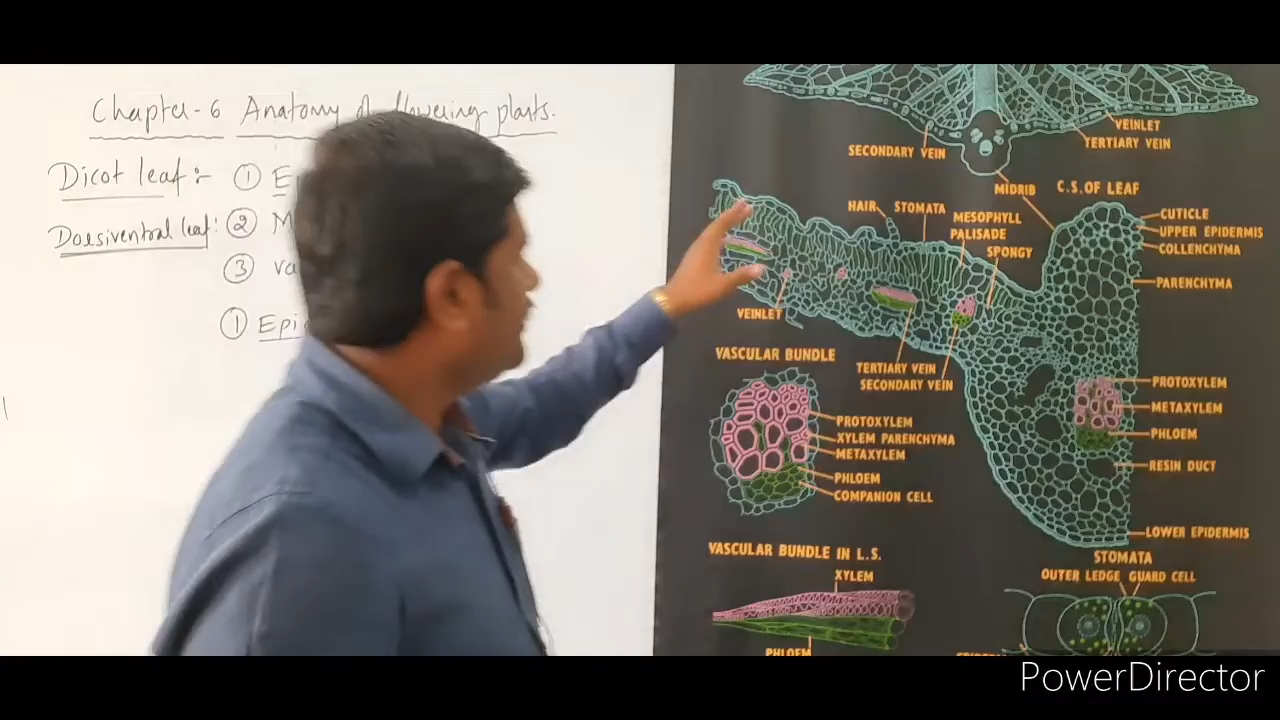 Chapter-6 Anatomy of flowering plants.
Dicot leaf :- ①
Dorsiventral leaf : ②
③ va
① Epi
VEINLET
TERTIARY VEIN
SECONDARY VEIN
MIDRIB C.S. OF LEAF
HAIR STOMATA
MESOPHYLL
PALISADE
SPONGY
CUTICLE
UPPER EPIDERMIS
COLLENCHYMA
PARENCHYMA
VEINLET
TERTIARY VEIN
SECONDARY VEIN
VASCULAR BUNDLE
PROTOXYLEM
XYLEM PARENCHYMA
METAXYLEM
PHLOEM
COMPANION CELL
PROTOXYLEM
METAXYLEM
PHLOEM
RESIN DUCT
LOWER EPIDERMIS
VASCULAR BUNDLE IN L.S.
XYLEM
PHLOEM
STOMATA
OUTER LEDGE GUARD CELL
PowerDirector